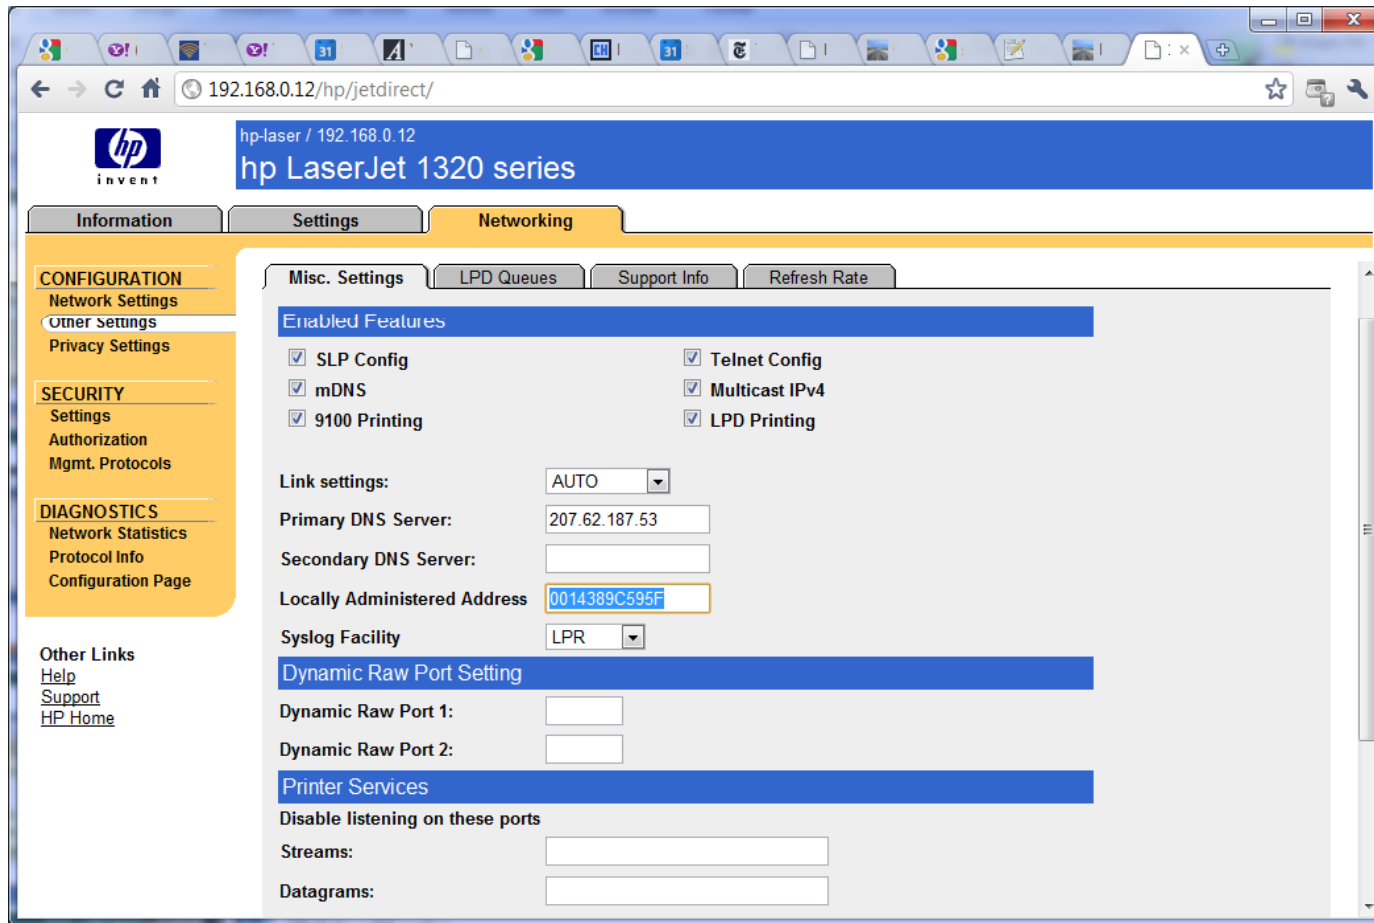 192.168.0.12/hp/jetdirect/
hp
invent
hp-laser / 192.168.0.12
hp LaserJet 1320 series
Information
Settings
Networking
CONFIGURATION
Network Settings
Other Settings
Privacy Settings
SECURITY
Settings
Authorization
Mgmt. Protocols
DIAGNOSTICS
Network Statistics
Protocol Info
Configuration Page
Other Links
Help
Support
HP Home
Misc. Settings
LPD Queues
Support Info
Refresh Rate
Enabled Features
SLP Config
Telnet Config
mDNS
Multicast IPv4
9100 Printing
LPD Printing
Link settings: AUTO
Primary DNS Server: 207.62.187.53
Secondary DNS Server:
Locally Administered Address 0014389C595F
Syslog Facility LPR
Dynamic Raw Port Setting
Dynamic Raw Port 1:
Dynamic Raw Port 2:
Printer Services
Disable listening on these ports
Streams:
Datagrams: